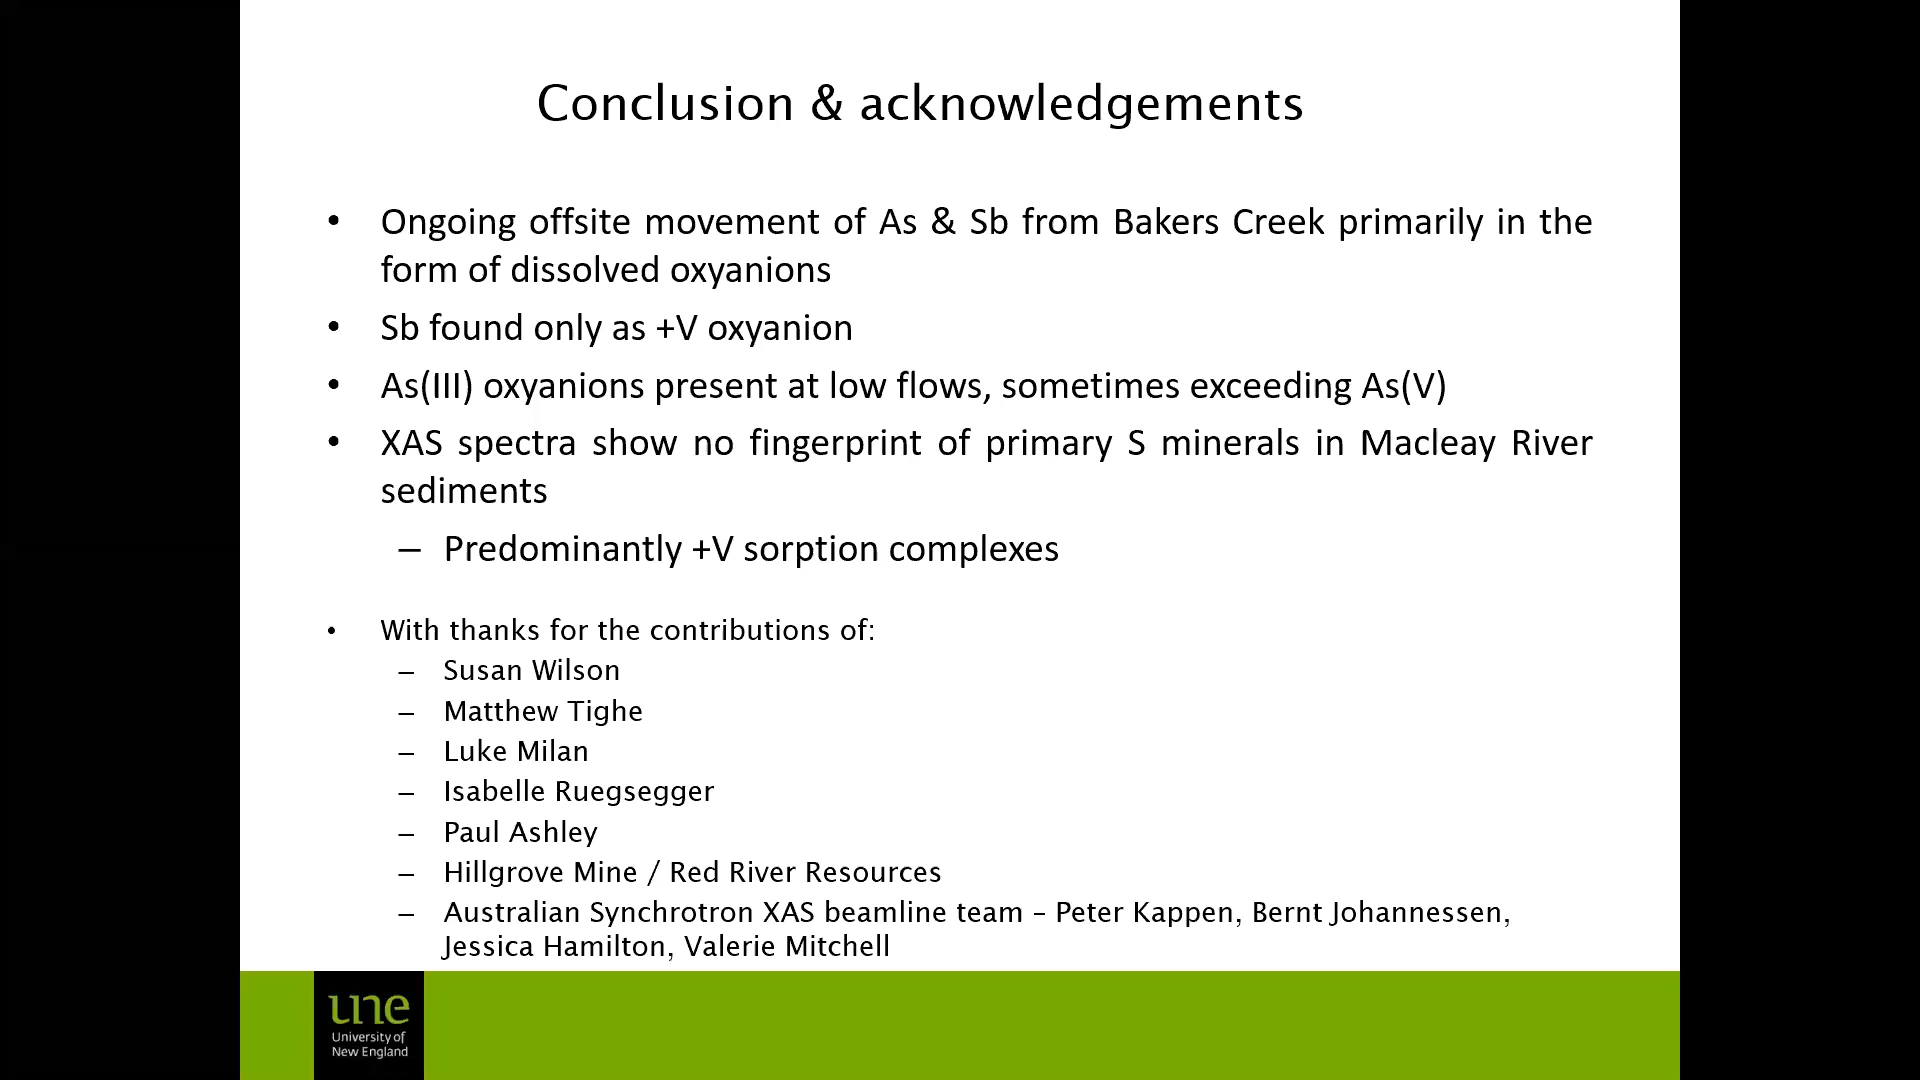 Conclusion & acknowledgements
• Ongoing offsite movement of As & Sb from Bakers Creek primarily in the
form of dissolved oxyanions
• Sb found only as +V oxyanion
• As(III) oxyanions present at low flows, sometimes exceeding As(V)
• XAS spectra show no fingerprint of primary S minerals in Macleay River
sediments
– Predominantly +V sorption complexes
• With thanks for the contributions of:
– Susan Wilson
– Matthew Tighe
– Luke Milan
– Isabelle Ruegsegger
– Paul Ashley
– Hillgrove Mine / Red River Resources
– Australian Synchrotron XAS beamline team – Peter Kappen, Bernt Johannessen,
Jessica Hamilton, Valerie Mitchell
une
University of
New England